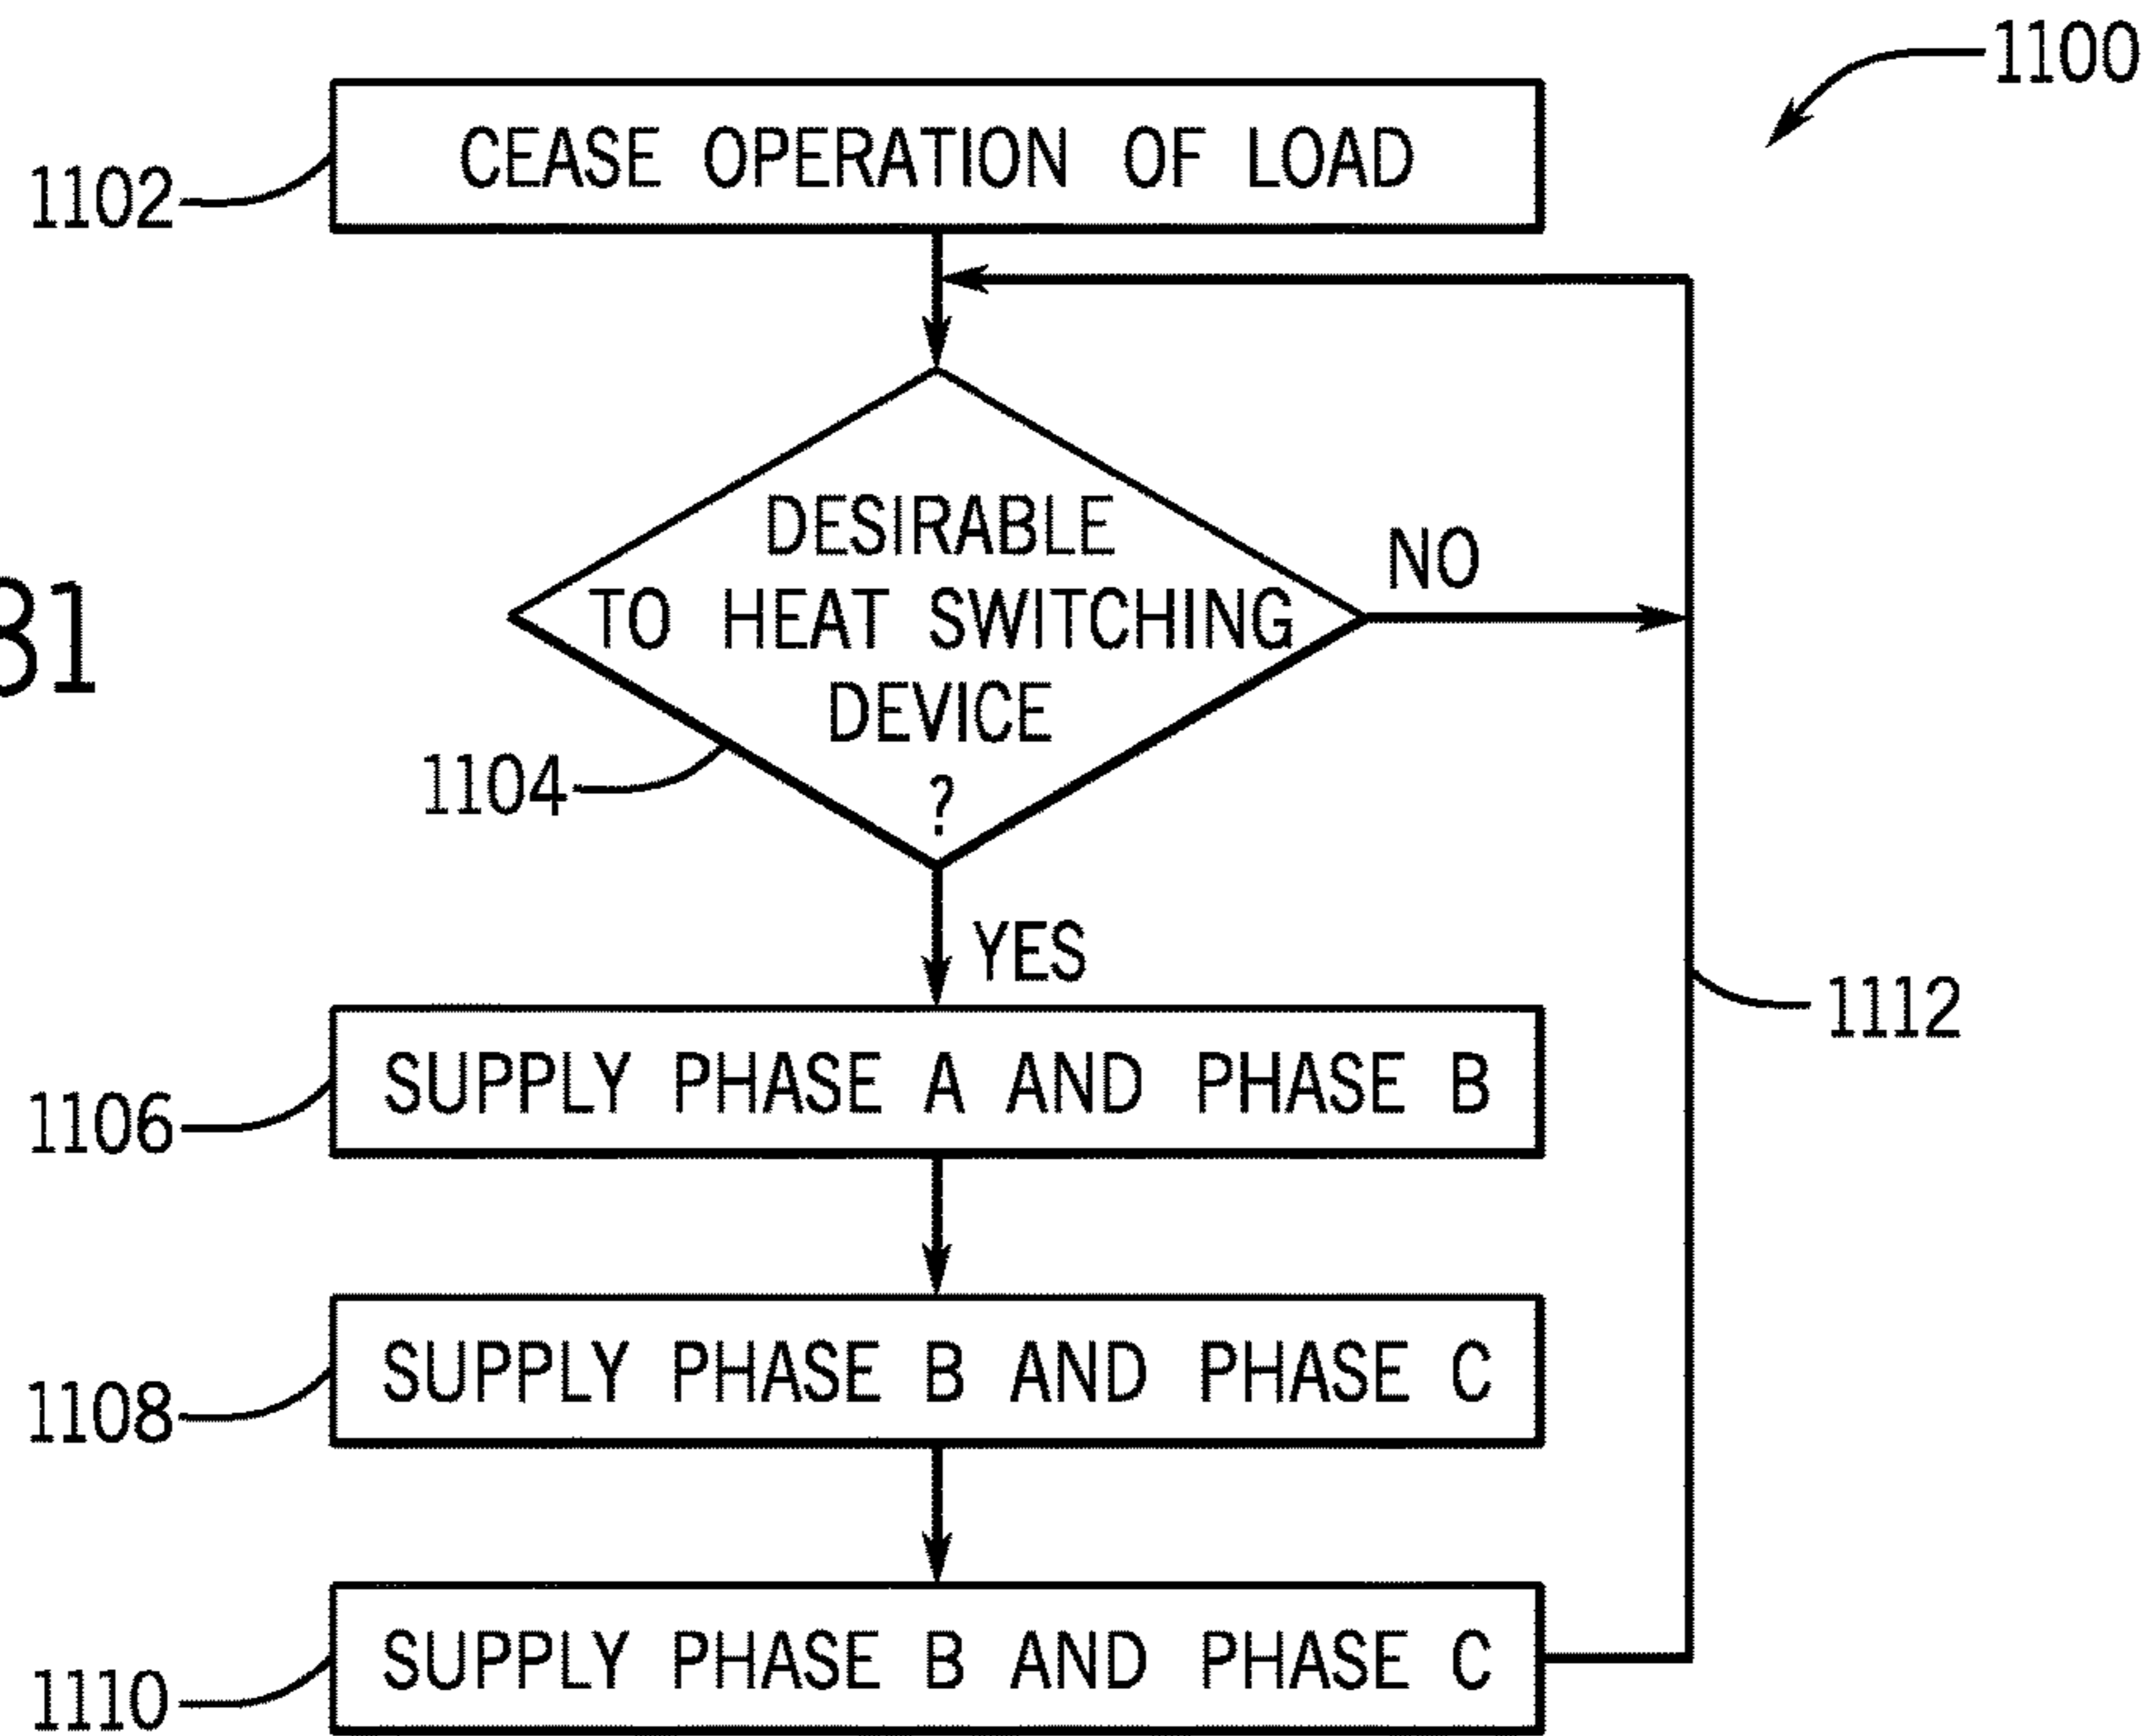 1100
CEASE OPERATION OF LOAD
1102
DESIRABLE
TO HEAT SWITCHING
DEVICE
?
NO
31
1104
YES
1112
SUPPLY PHASE A AND PHASE B
1106
SUPPLY PHASE B AND PHASE C
1108
SUPPLY PHASE B AND PHASE C
1110